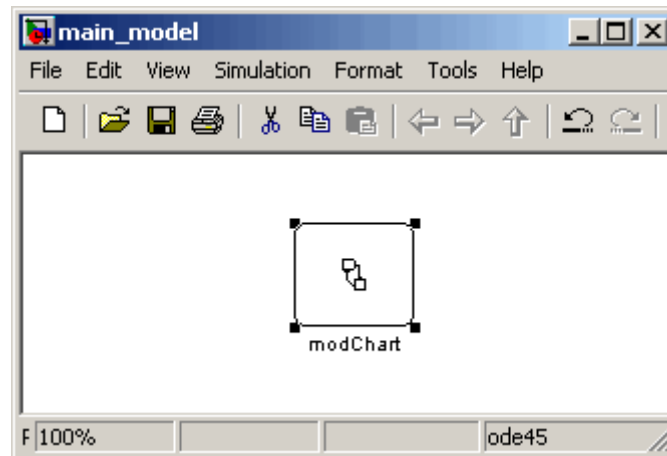 main_model
File Edit View Simulation Format Tools Help
modChart
F 100% ode45